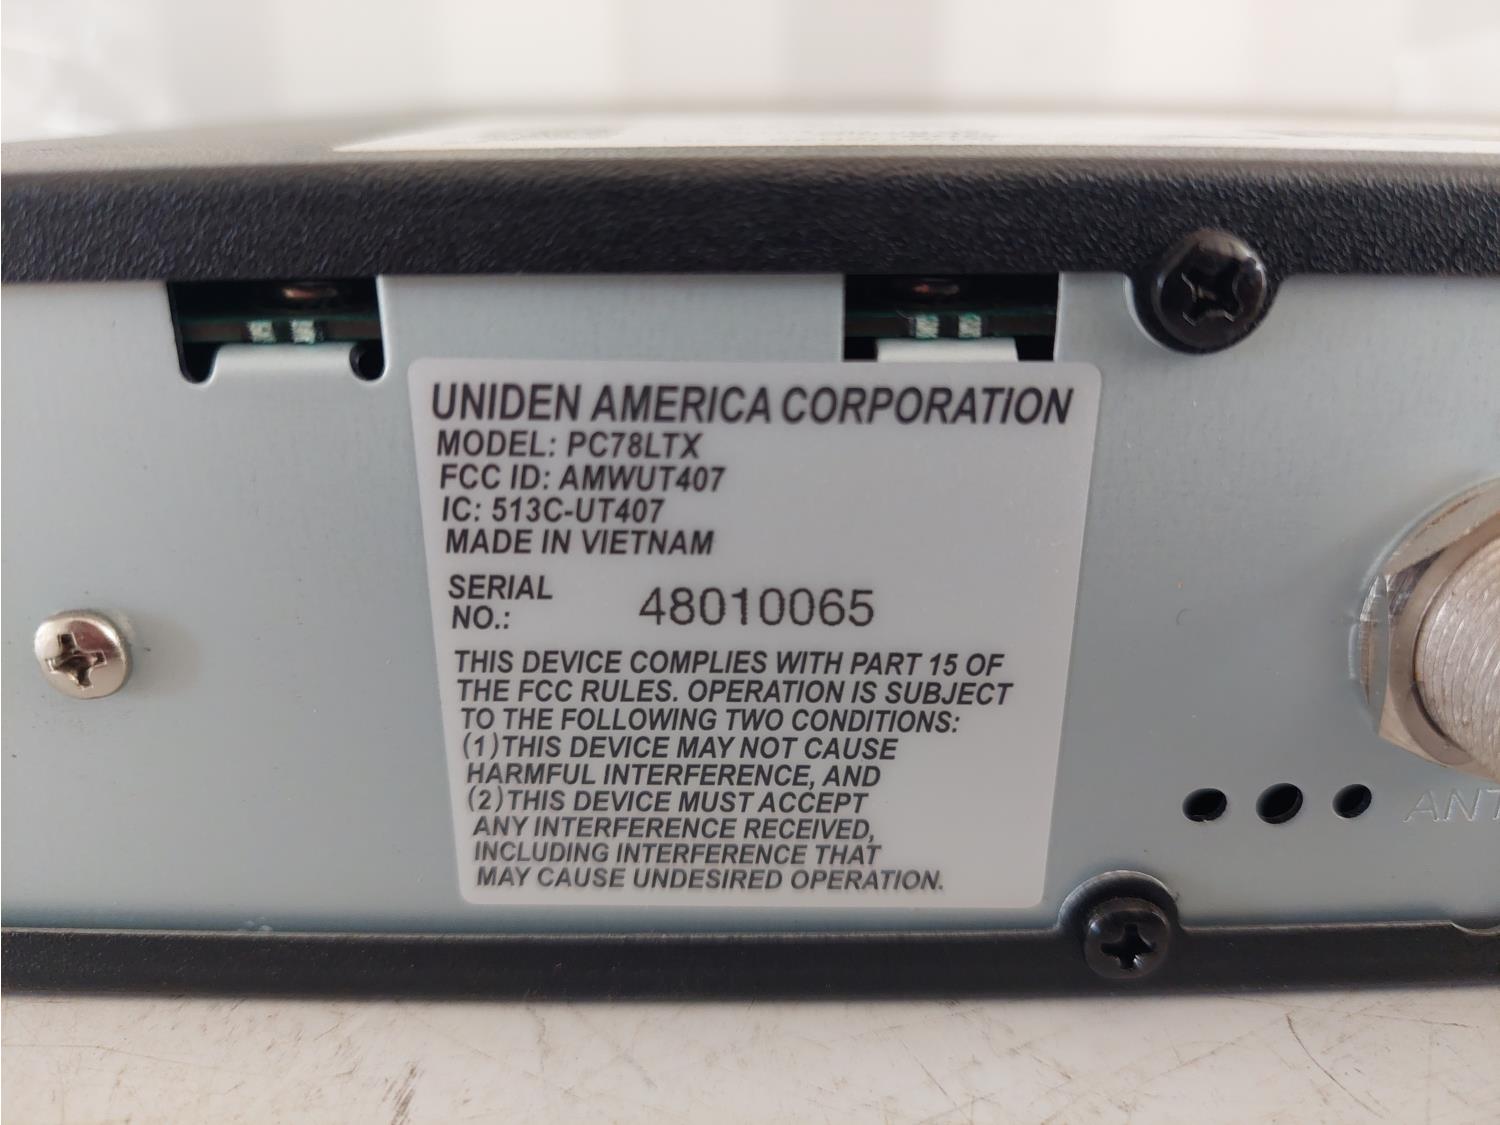 UNIDEN AMERICA CORPORATION
MODEL: PC78LTX
FCC ID: AMWUT407
IC: 513C-UT407
MADE IN VIETNAM
SERIAL
NO.: 48010065
THIS DEVICE COMPLIES WITH PART 15 OF
THE FCC RULES. OPERATION IS SUBJECT
TO THE FOLLOWING TWO CONDITIONS:
(1)THIS DEVICE MAY NOT CAUSE
HARMFUL INTERFERENCE, AND
(2)THIS DEVICE MUST ACCEPT
ANY INTERFERENCE RECEIVED,
INCLUDING INTERFERENCE THAT
MAY CAUSE UNDESIRED OPERATION.
ANT